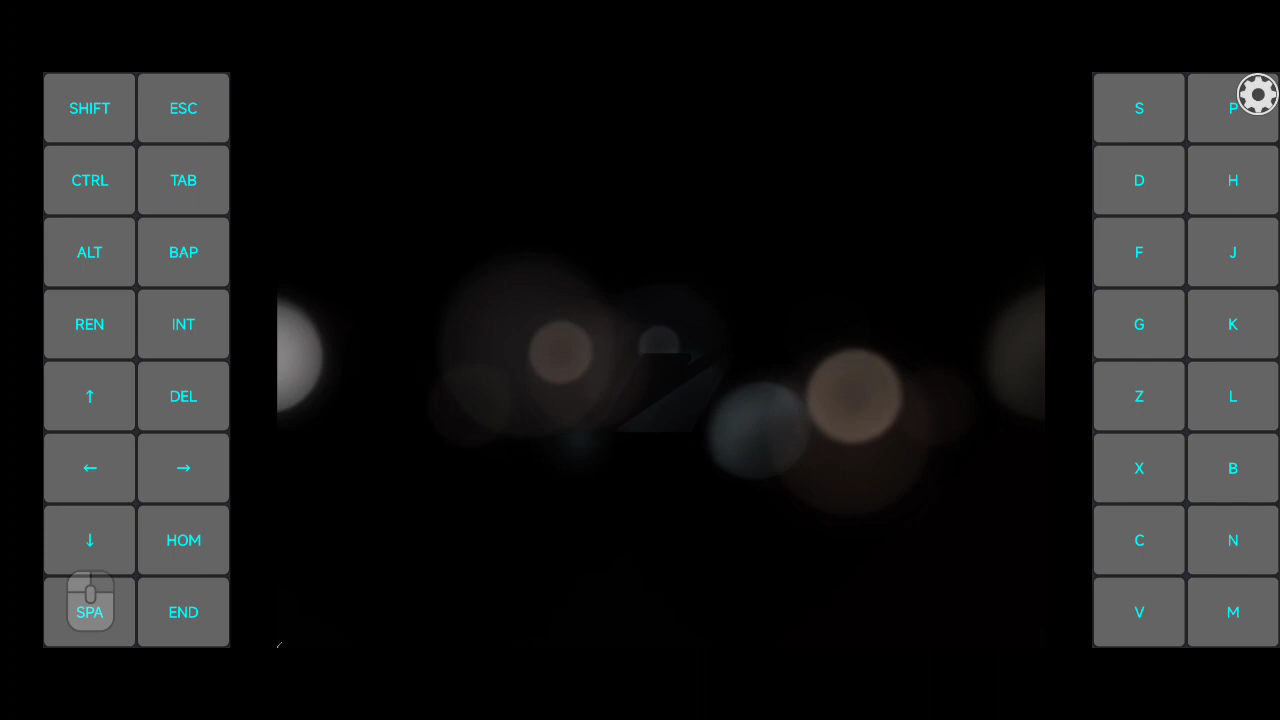 SHIFT ESC S P
CTRL TAB D H
ALT BAP F J
REN INT G K
↑ DEL Z L
← → X B
↓ HOM C N
SPA END V M